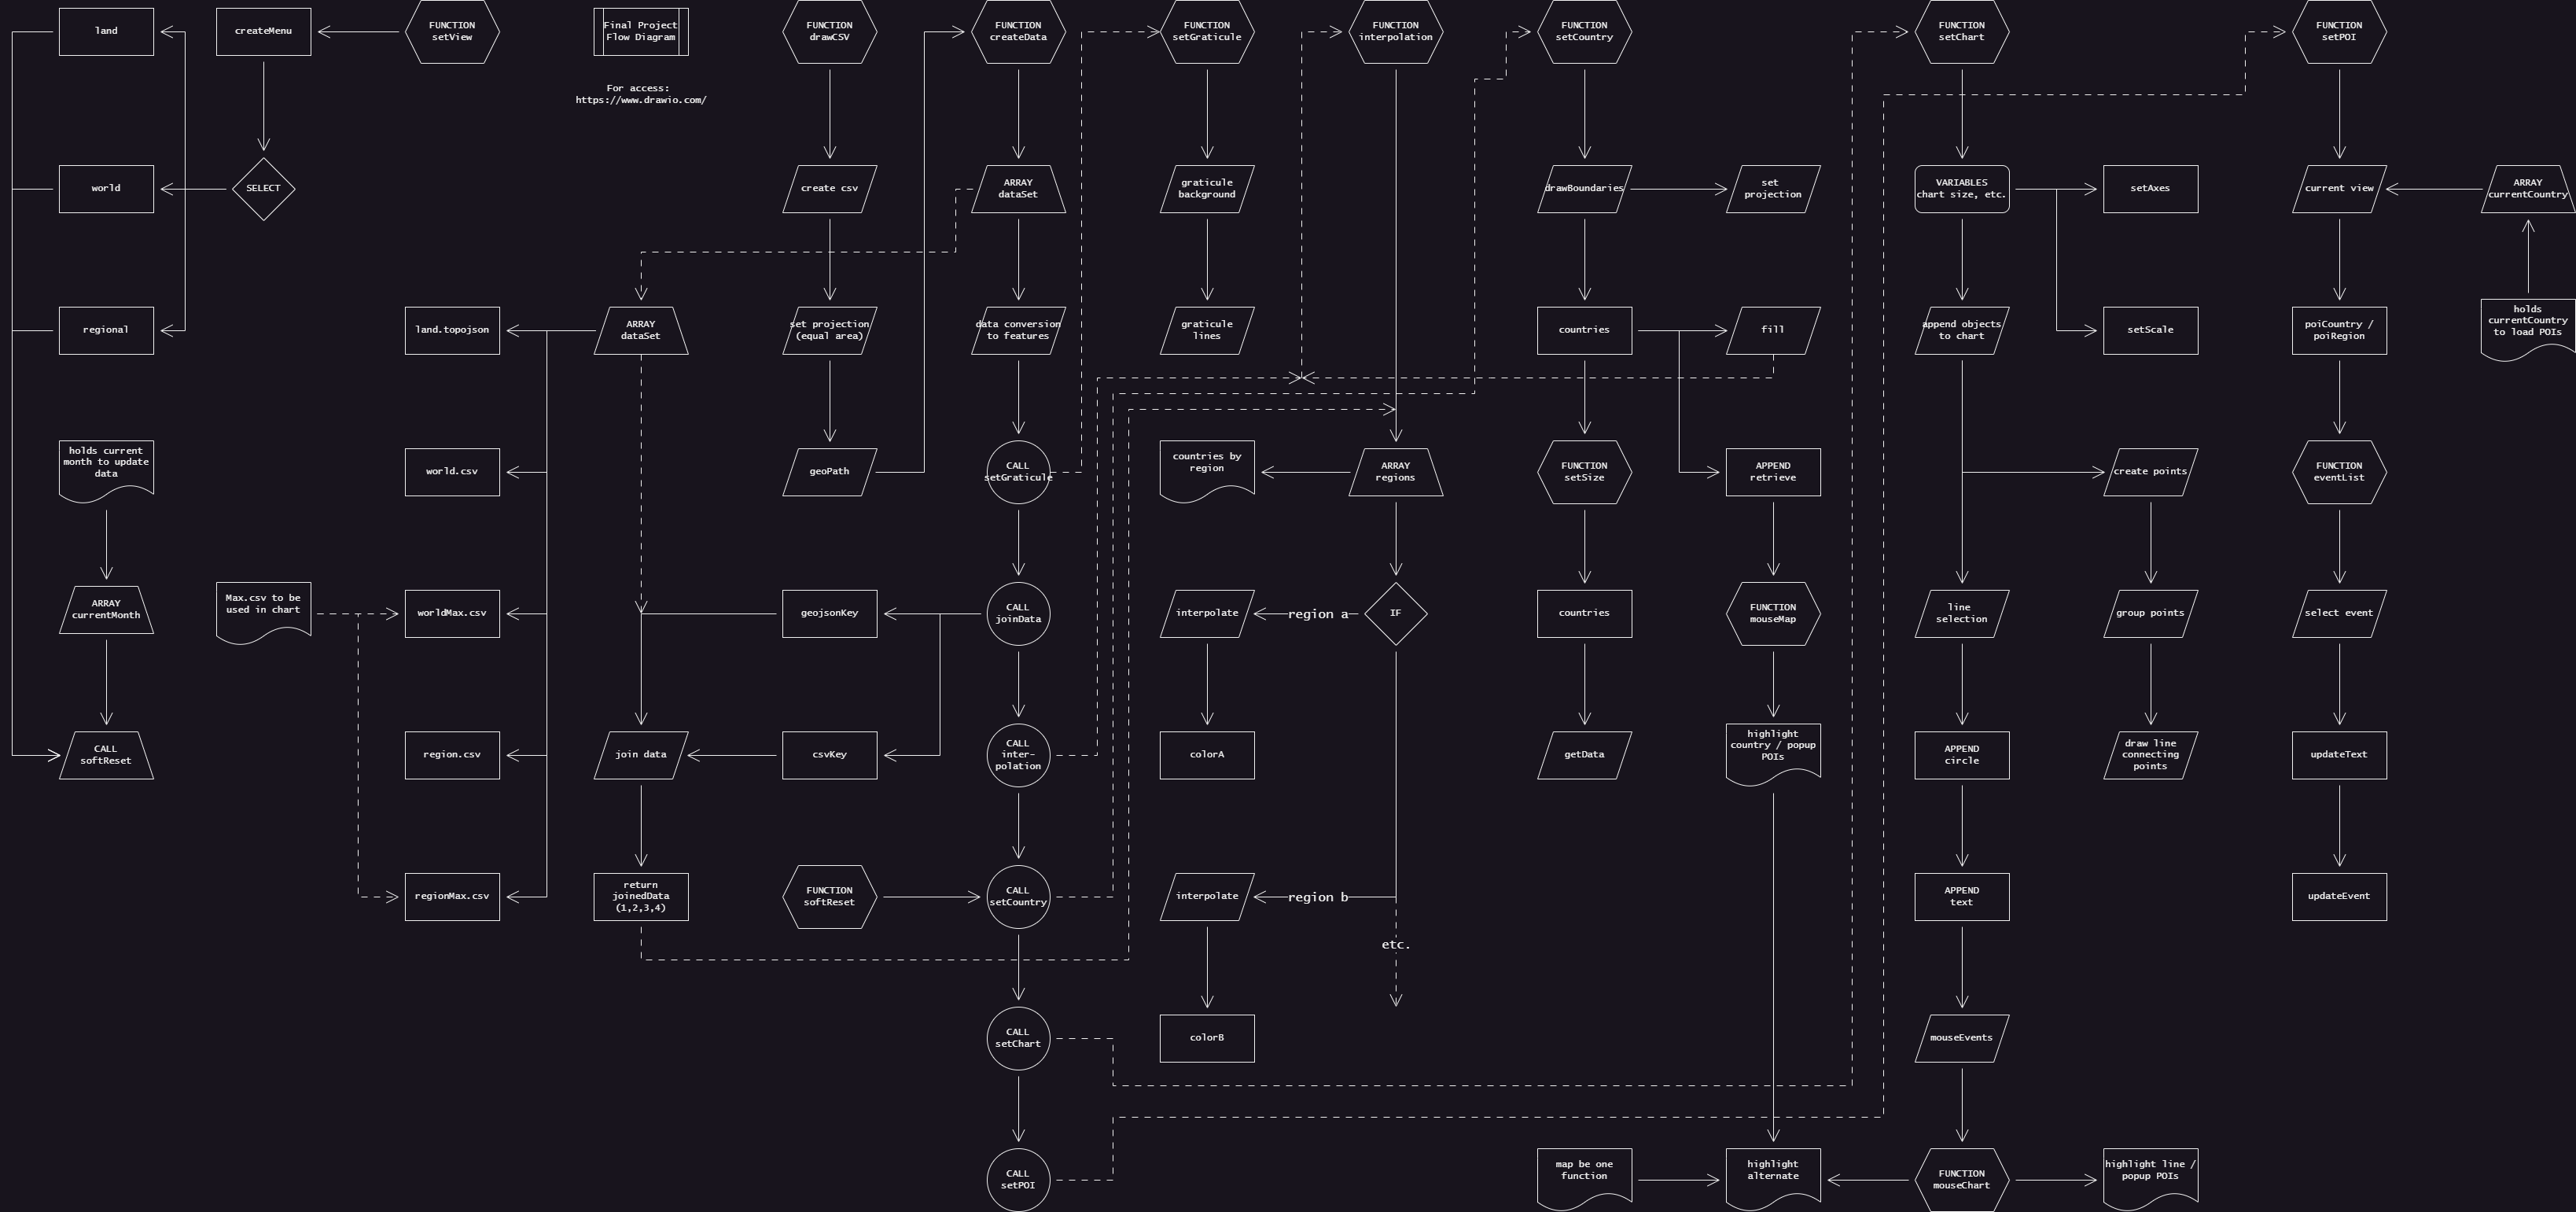 land
createMenu
FUNCTION
setView
Final Project
Flow Diagram
FUNCTION
drawCSV
FUNCTION
createData
FUNCTION
setGraticule
FUNCTION
interpolation
FUNCTION
setCountry
FUNCTION
setChart
FUNCTION
setPOI
For access:
https://www.drawio.com/
world
SELECT
create csv
ARRAY
dataSet
graticule
background
drawBoundaries
set
projection
VARIABLES
chart size, etc.
setAxes
current view
ARRAY
currentCountry
regional
land.topojson
ARRAY
dataSet
set projection
(equal area)
data conversion
to features
graticule
lines
countries
fill
append objects
to chart
setScale
poiCountry /
poiRegion
holds
currentCountry
to load POIs
holds current
month to update
data
world.csv
geoPath
CALL
setGraticule
countries by
region
ARRAY
regions
FUNCTION
setSize
APPEND
retrieve
create points
FUNCTION
eventList
ARRAY
currentMonth
Max.csv to be
used in chart
worldMax.csv
geojsonKey
CALL
joinData
interpolate
region a
IF
countries
FUNCTION
mouseMap
line
selection
group points
select event
CALL
softReset
region.csv
join data
csvKey
CALL
inter-
polation
colorA
getData
highlight
country / popup
POIs
APPEND
circle
draw line
connecting
points
updateText
regionMax.csv
return
joinedData
(1,2,3,4)
FUNCTION
softReset
CALL
setCountry
interpolate
region b
APPEND
text
updateEvent
etc.
CALL
setChart
colorB
mouseEvents
CALL
setPOI
map be one
function
highlight
alternate
FUNCTION
mouseChart
highlight line /
popup POIs